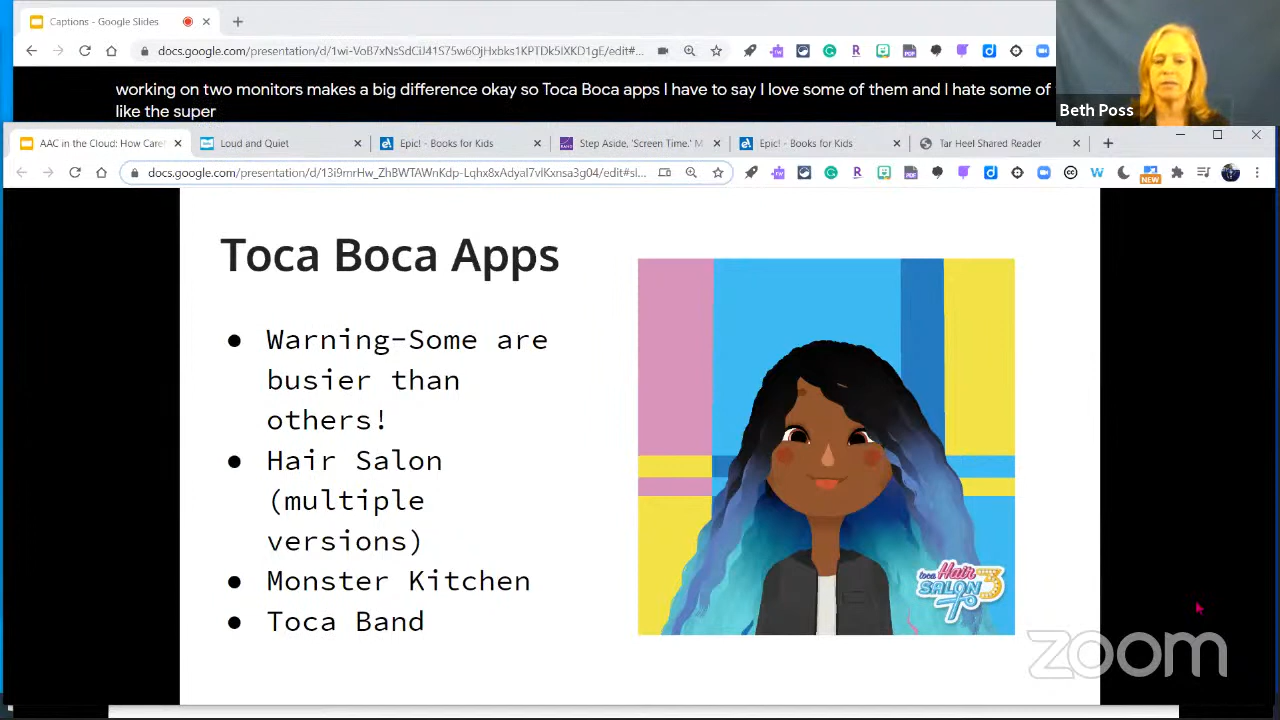 Captions - Google Slides
docs.google.com/presentation/d/1wi-VoB7xNsSdCiJ41S75w6OjHxbks1KPTDk5lXKD1gE/edit#...
working on two monitors makes a big difference okay so Toca Boca apps I have to say I love some of them and I hate some of
like the super
Beth Poss
AAC in the Cloud: How Care!
Loud and Quiet
Epic! - Books for Kids
Step Aside, 'Screen Time.' M
Epic! - Books for Kids
Tar Heel Shared Reader
docs.google.com/presentation/d/13i9mrHw_ZhBWTAWnKdp-Lqhx8xAdyaI7vIKxnsa3g04/edit#sl...
NEW
Toca Boca Apps
● Warning-Some are
busier than
others!
● Hair Salon
(multiple
versions)
● Monster Kitchen
● Toca Band
toca Hair
SALON 3
zoom